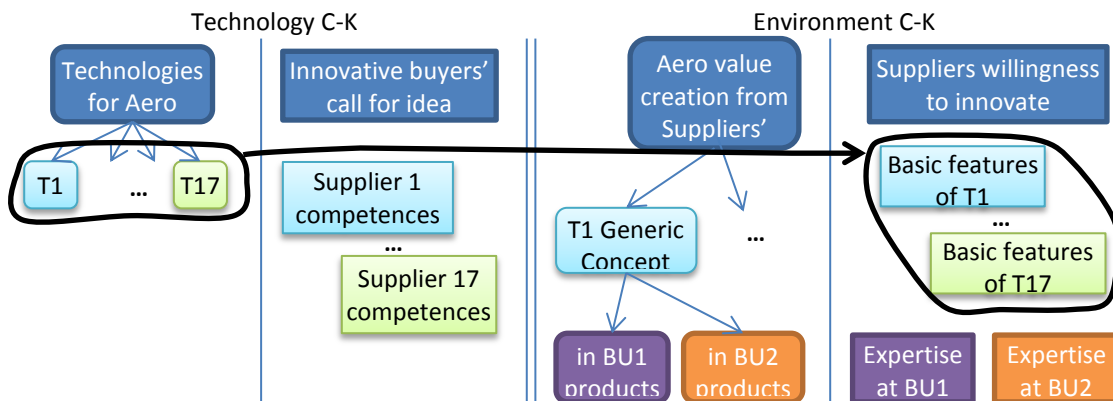 Technology C-K
Environment C-K
Technologies
for Aero
T1
...
T17
Innovative buyers'
call for idea
Supplier 1
competences
...
Supplier 17
competences
Aero value
creation from
Suppliers'
T1 Generic
Concept
...
in BU1
products
in BU2
products
Suppliers willingness
to innovate
Basic features
of T1
...
Basic features
of T17
Expertise
at BU1
Expertise
at BU2